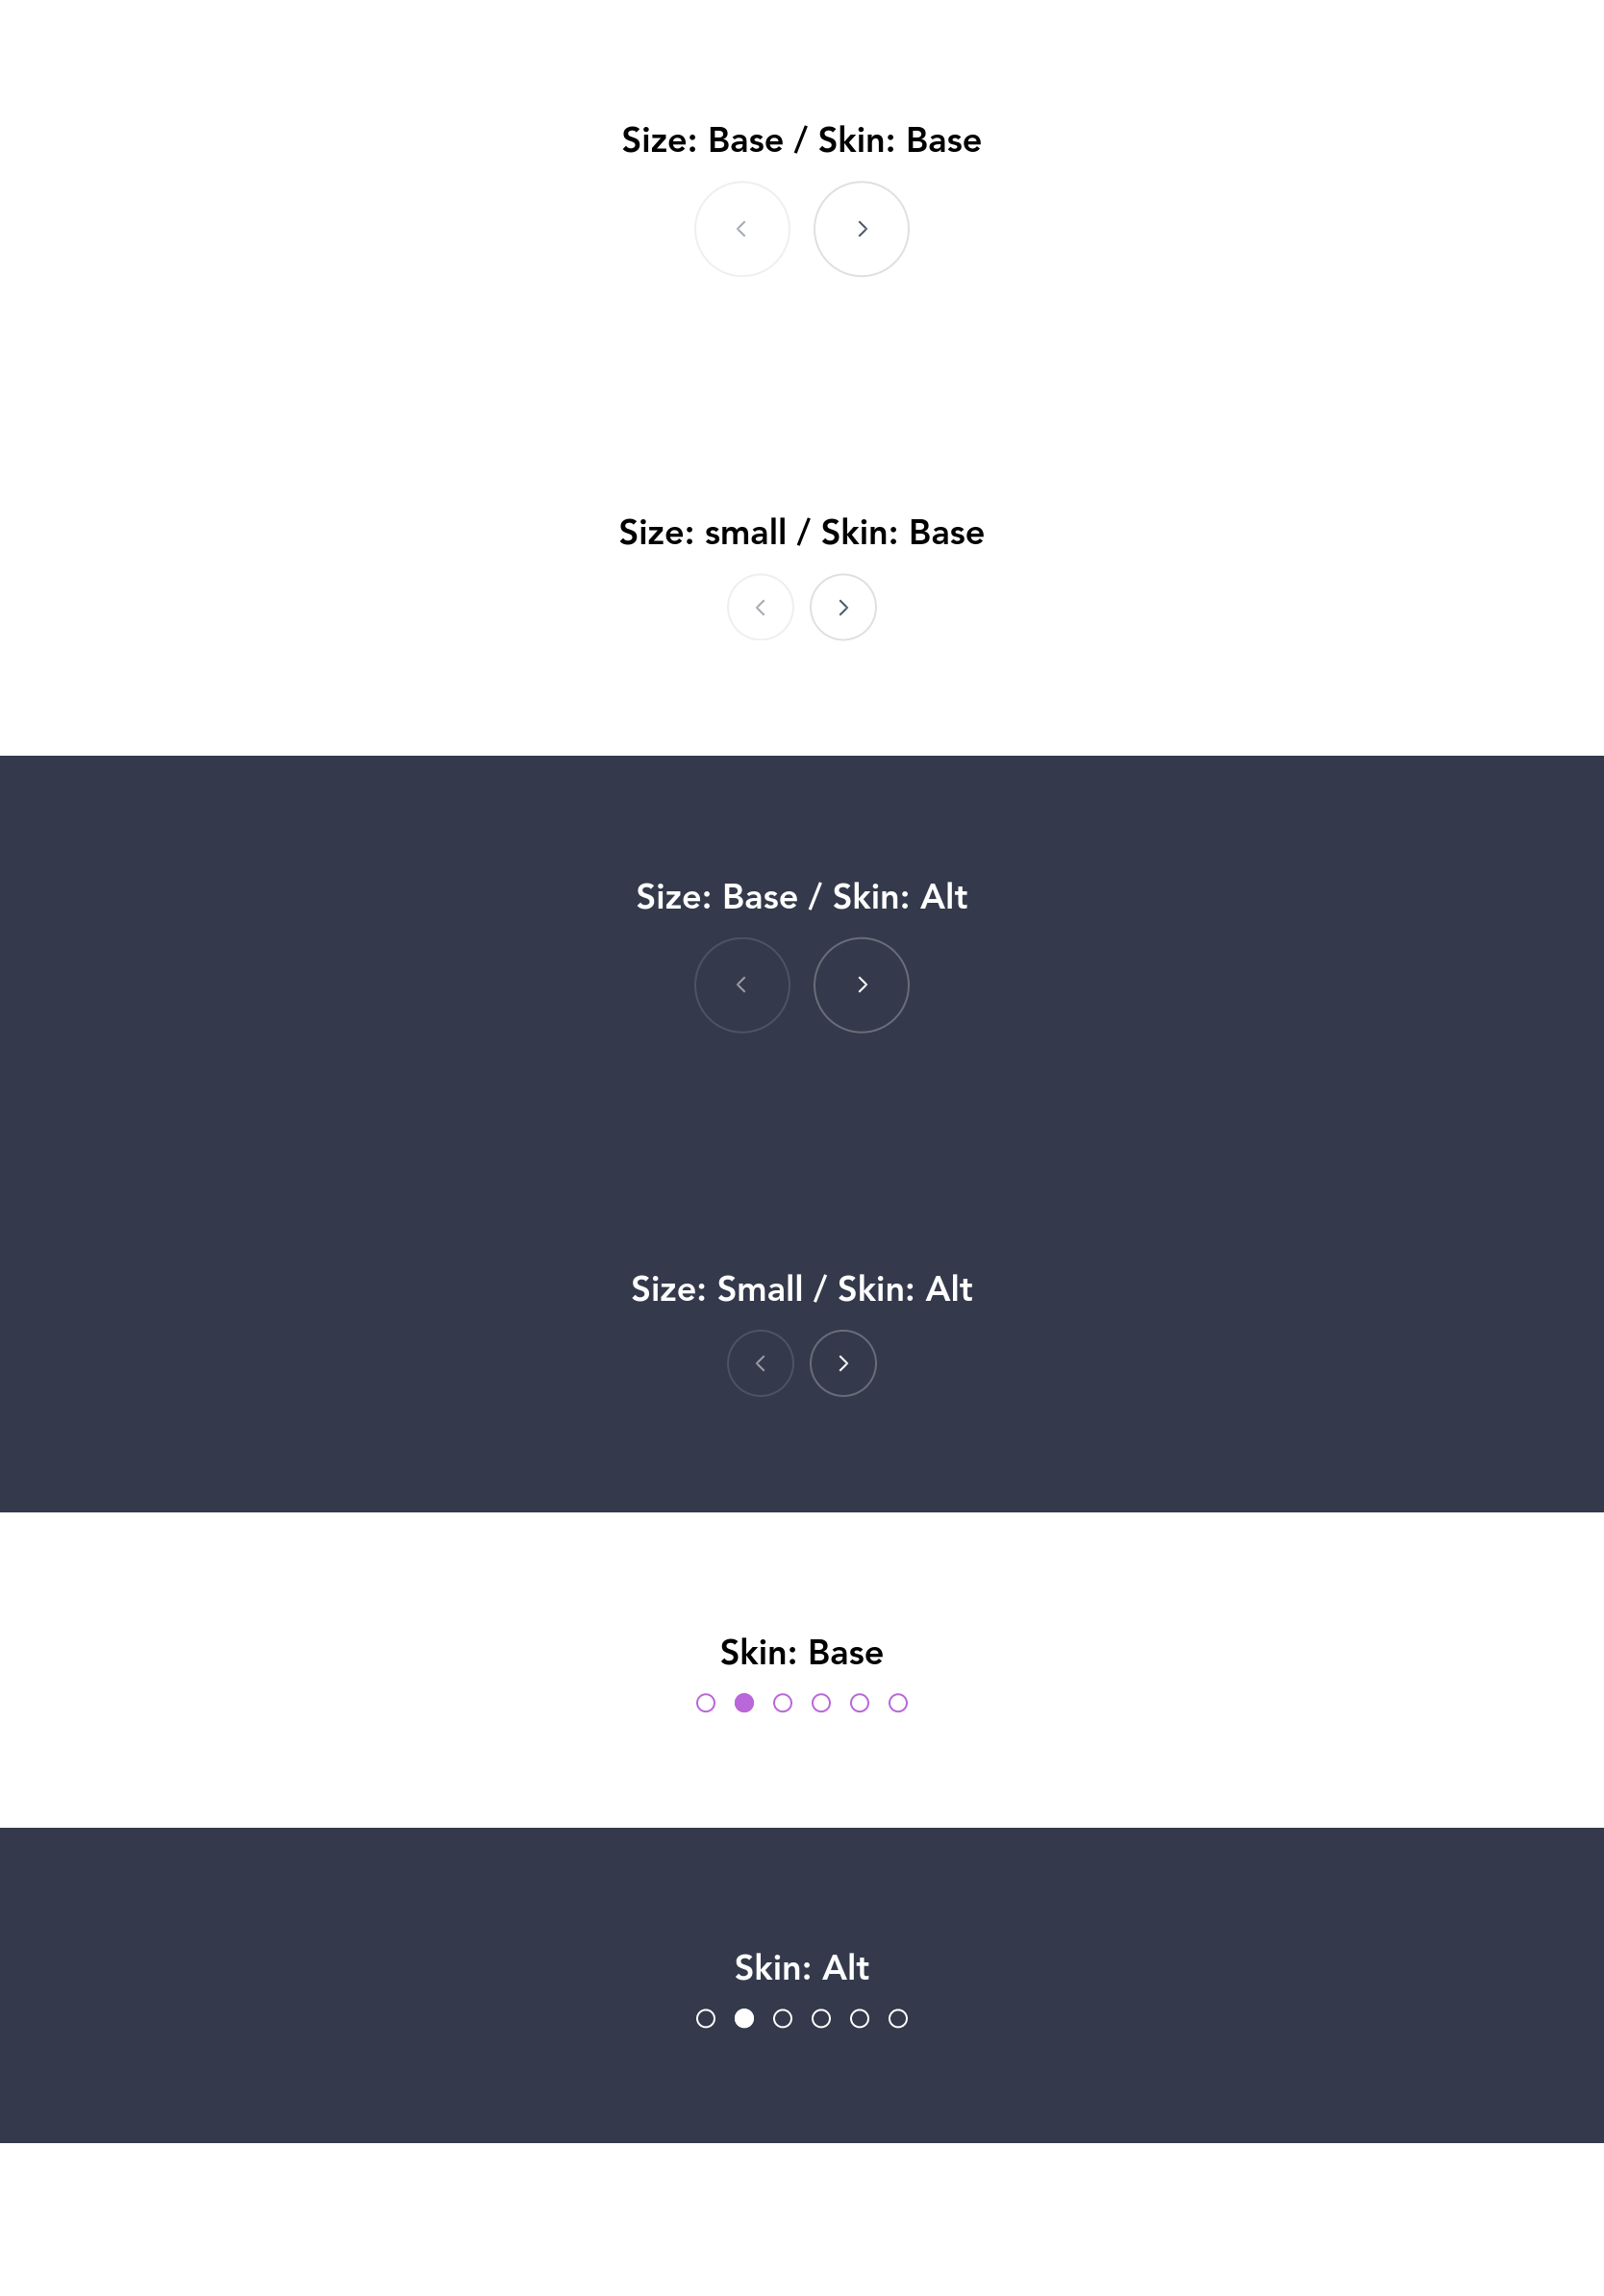 Size: Base / Skin: Base
Size: small / Skin: Base
Size: Base / Skin: Alt
Size: Small / Skin: Alt
Skin: Base
Skin: Alt